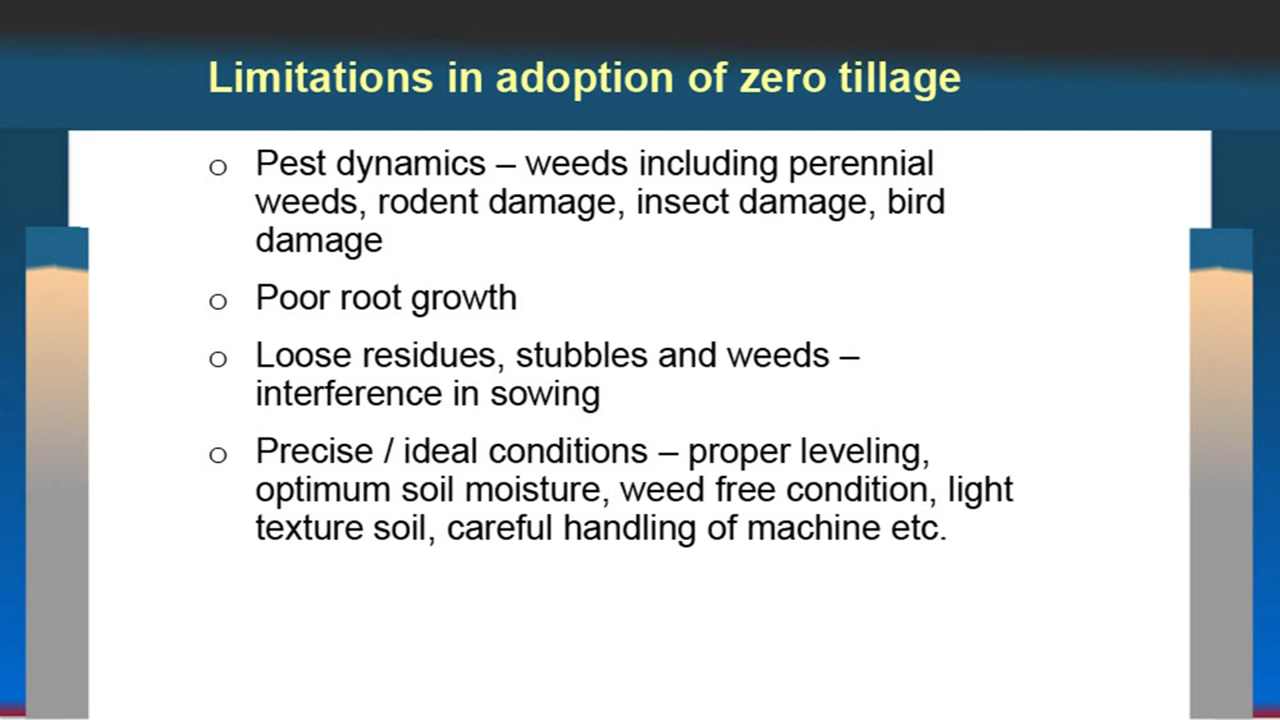 Limitations in adoption of zero tillage
o Pest dynamics – weeds including perennial
weeds, rodent damage, insect damage, bird
damage
o Poor root growth
o Loose residues, stubbles and weeds –
interference in sowing
o Precise / ideal conditions – proper leveling,
optimum soil moisture, weed free condition, light
texture soil, careful handling of machine etc.